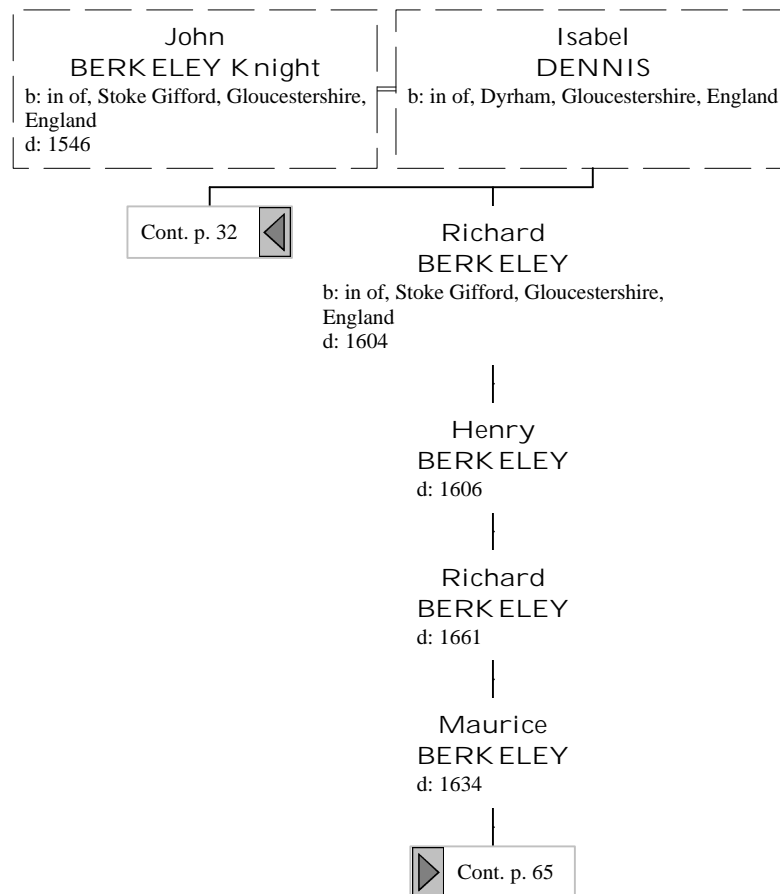 John
BERKELEY Knight
b: in of, Stoke Gifford, Gloucestershire,
England
d: 1546
Isabel
DENNIS
b: in of, Dyrham, Gloucestershire, England
Cont. p. 32
Richard
BERKELEY
b: in of, Stoke Gifford, Gloucestershire,
England
d: 1604
Henry
BERKELEY
d: 1606
Richard
BERKELEY
d: 1661
Maurice
BERKELEY
d: 1634
Cont. p. 65